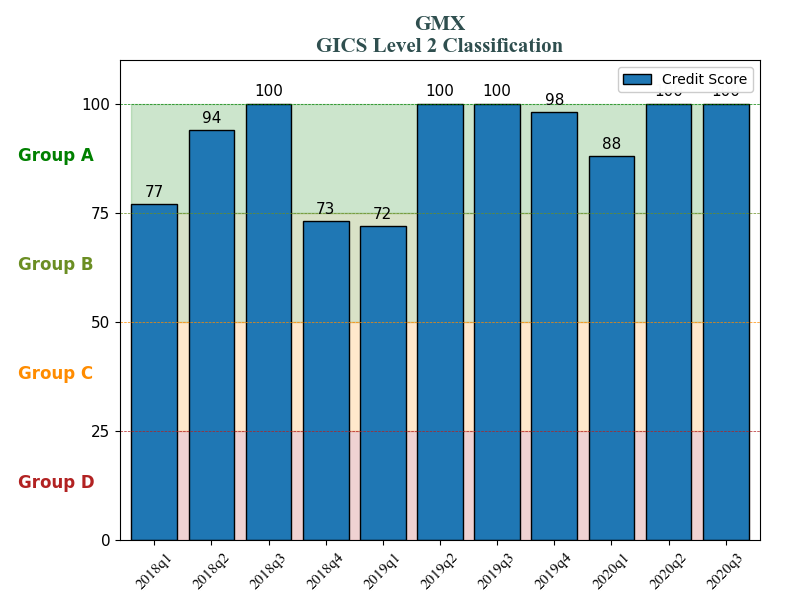 GMX
GICS Level 2 Classification
Credit Score
100
75
50
25
0
Group A
Group B
Group C
Group D
77
94
100
73
72
100
100
98
88
100
100
2018q1
2018q2
2018q3
2018q4
2019q1
2019q2
2019q3
2019q4
2020q1
2020q2
2020q3